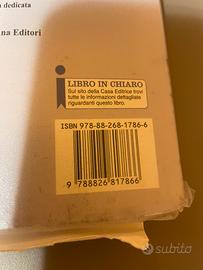 a dedicata
na Editori
LIBRO IN CHIARO
Sul sito della Casa Editrice trovi
tutte le informazioni dettagliate
riguardanti questo libro.
ISBN 978-88-268-1786-6
9 788826 817866
subito